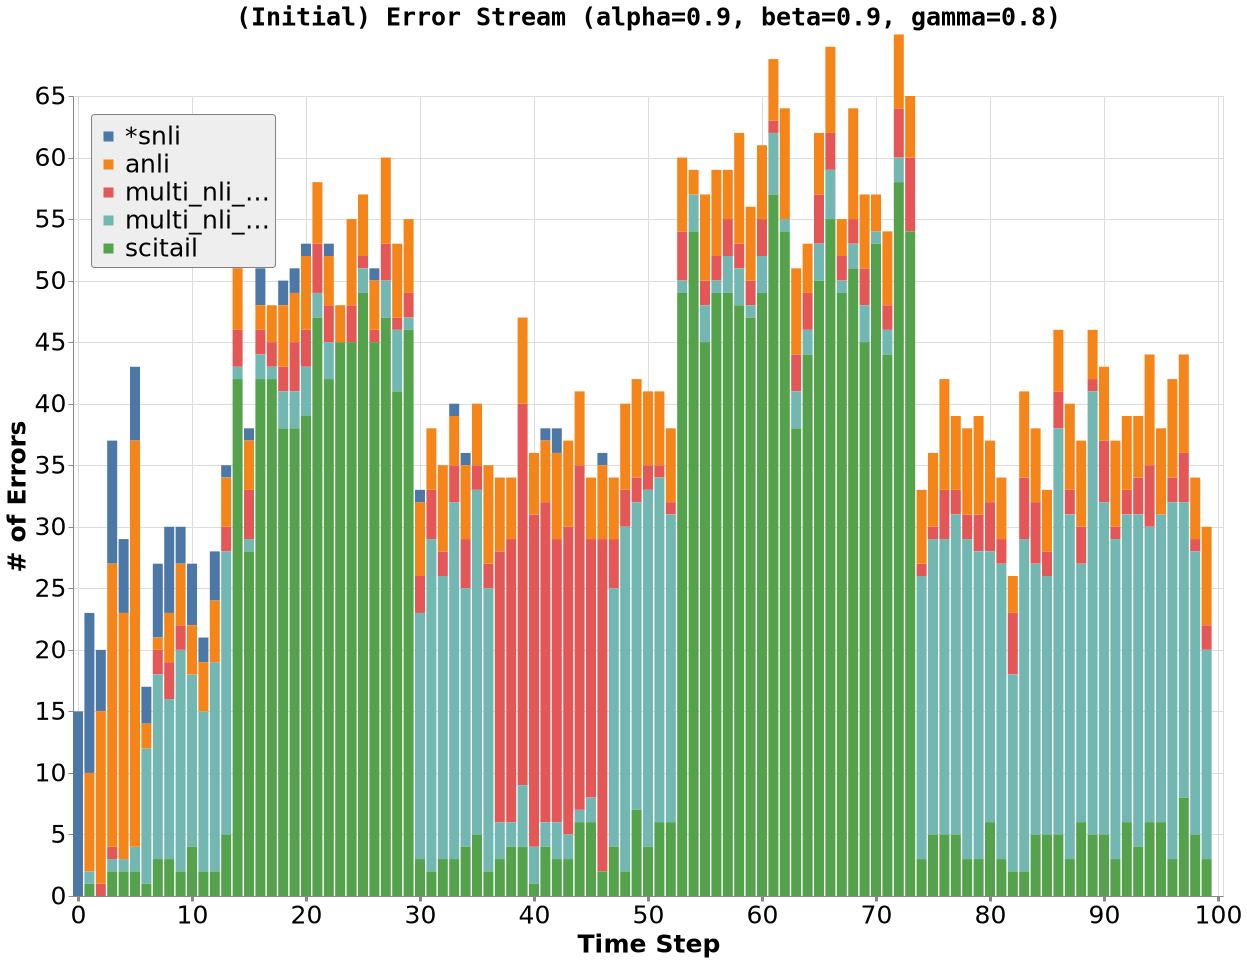 (Initial) Error Stream (alpha=0.9, beta=0.9, gamma=0.8)
65
60
55
50
45
40
35
30
25
20
15
10
5
0
# of Errors
*snli
anli
multi_nli_...
multi_nli_...
scitail
0 10 20 30 40 50 60 70 80 90 100
Time Step